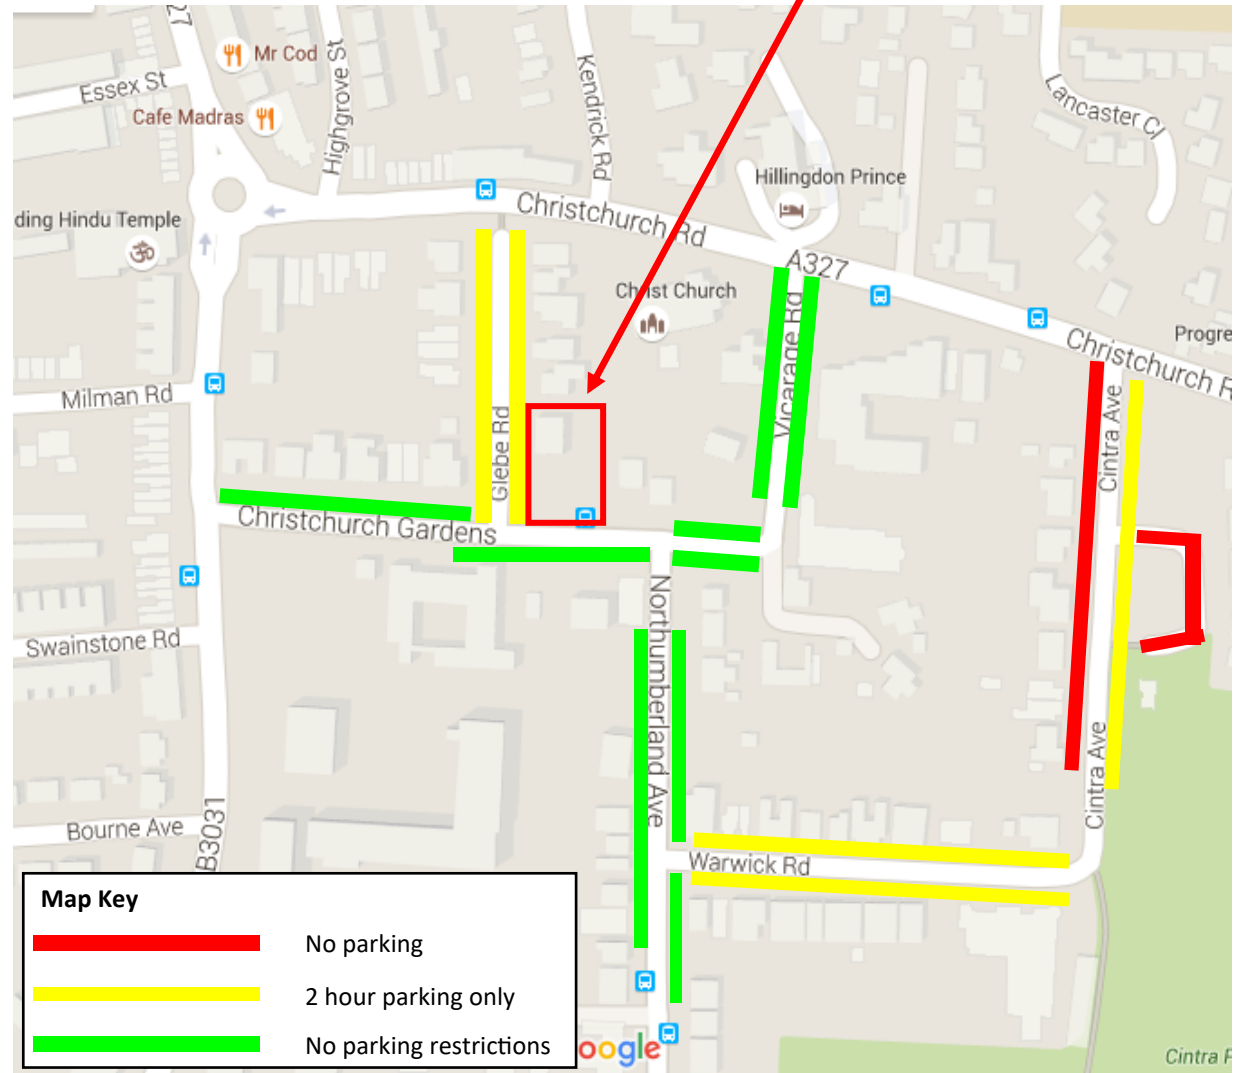 27
Mr Cod
Essex St
Cafe Madras
Highgrove St
Kendrick Rd
Lancaster Cl
Hillingdon Prince
ding Hindu Temple
Christchurch Rd
A327
Christ Church
Vicarage Rd
Christchurch R
Progre
Milman Rd
Glebe Rd
Cintra Ave
Christchurch Gardens
Swainstone Rd
Northumberland Ave
Cintra Ave
Bourne Ave
B3031
Warwick Rd
Map Key
No parking
2 hour parking only
No parking restrictions
oogle
Cintra P